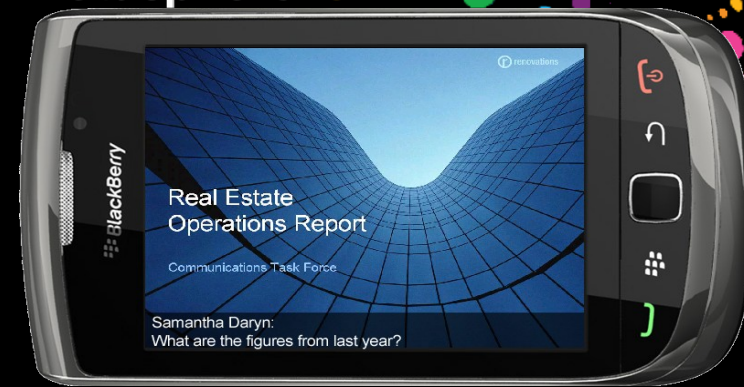 BlackBerry
renovations
Real Estate
Operations Report
Communications Task Force
Samantha Daryn:
What are the figures from last year?